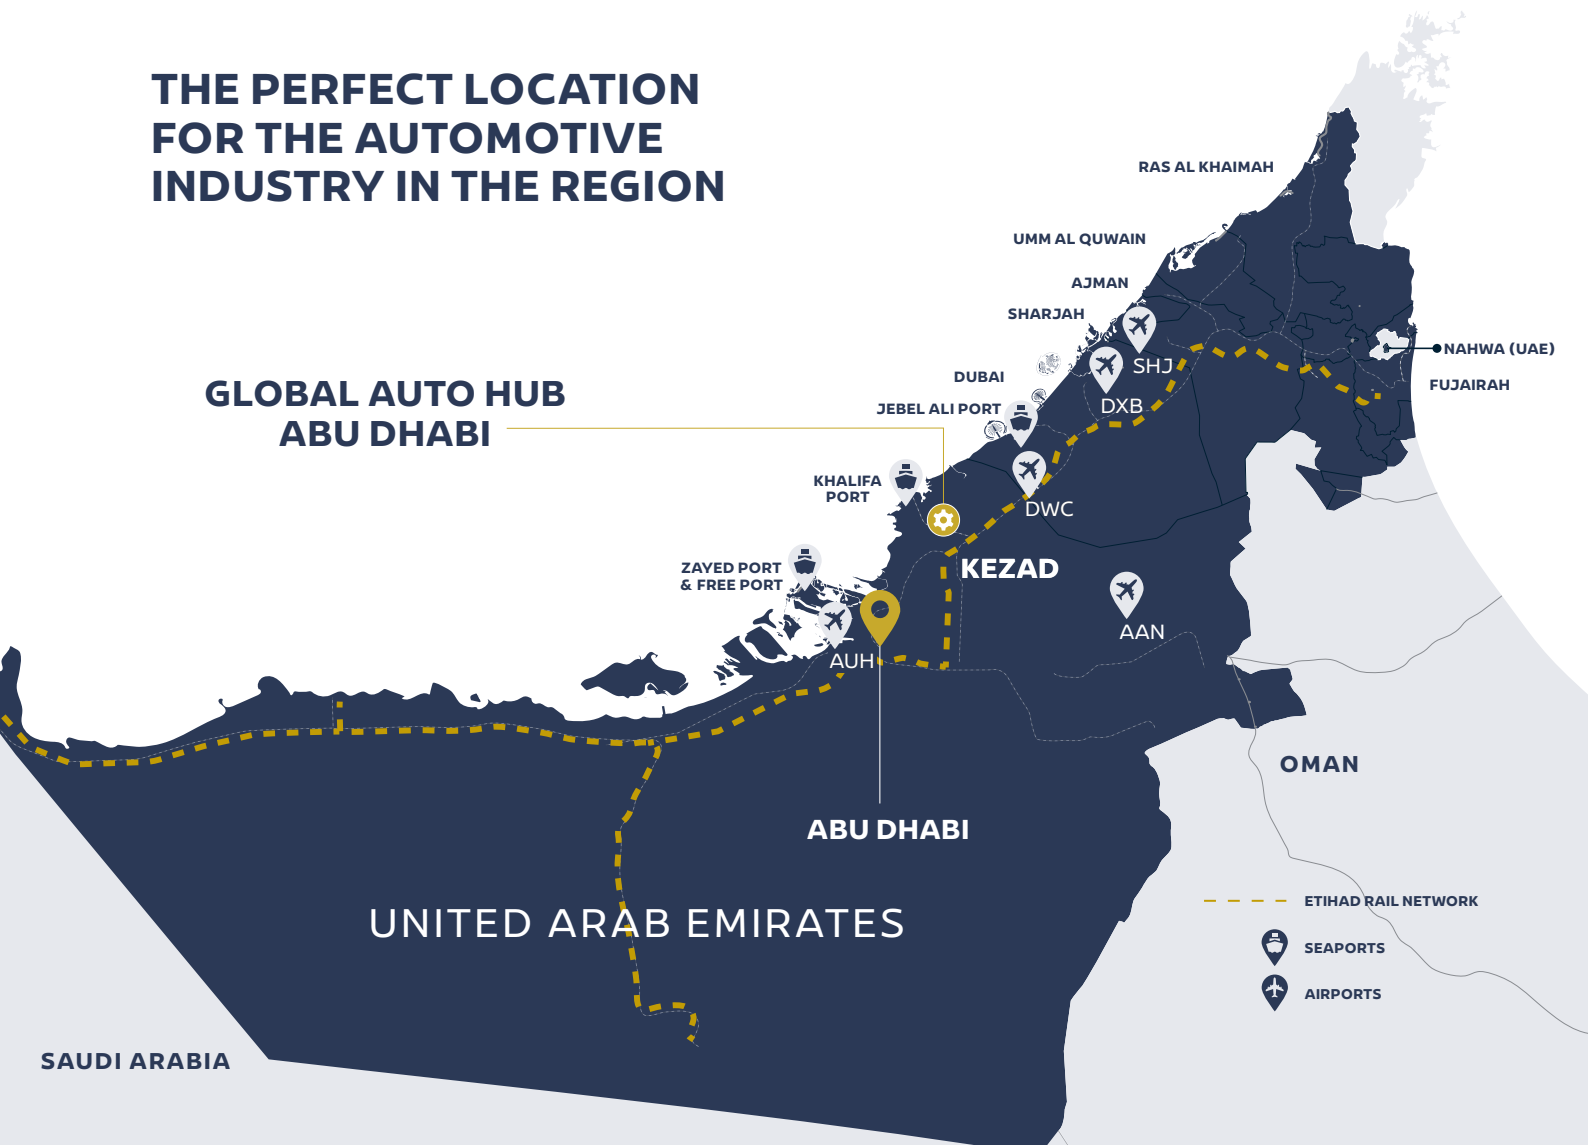 THE PERFECT LOCATION
FOR THE AUTOMOTIVE
INDUSTRY IN THE REGION
RAS AL KHAIMAH
UMM AL QUWAIN
AJMAN
SHARJAH
NAHWA (UAE)
SHJ
DUBAI
FUJAIRAH
GLOBAL AUTO HUB
ABU DHABI
JEBEL ALI PORT
DXB
KHALIFA
PORT
DWC
ZAYED PORT
& FREE PORT
KEZAD
AAN
AUH
OMAN
ABU DHABI
UNITED ARAB EMIRATES
ETIHAD RAIL NETWORK
SEAPORTS
AIRPORTS
SAUDI ARABIA